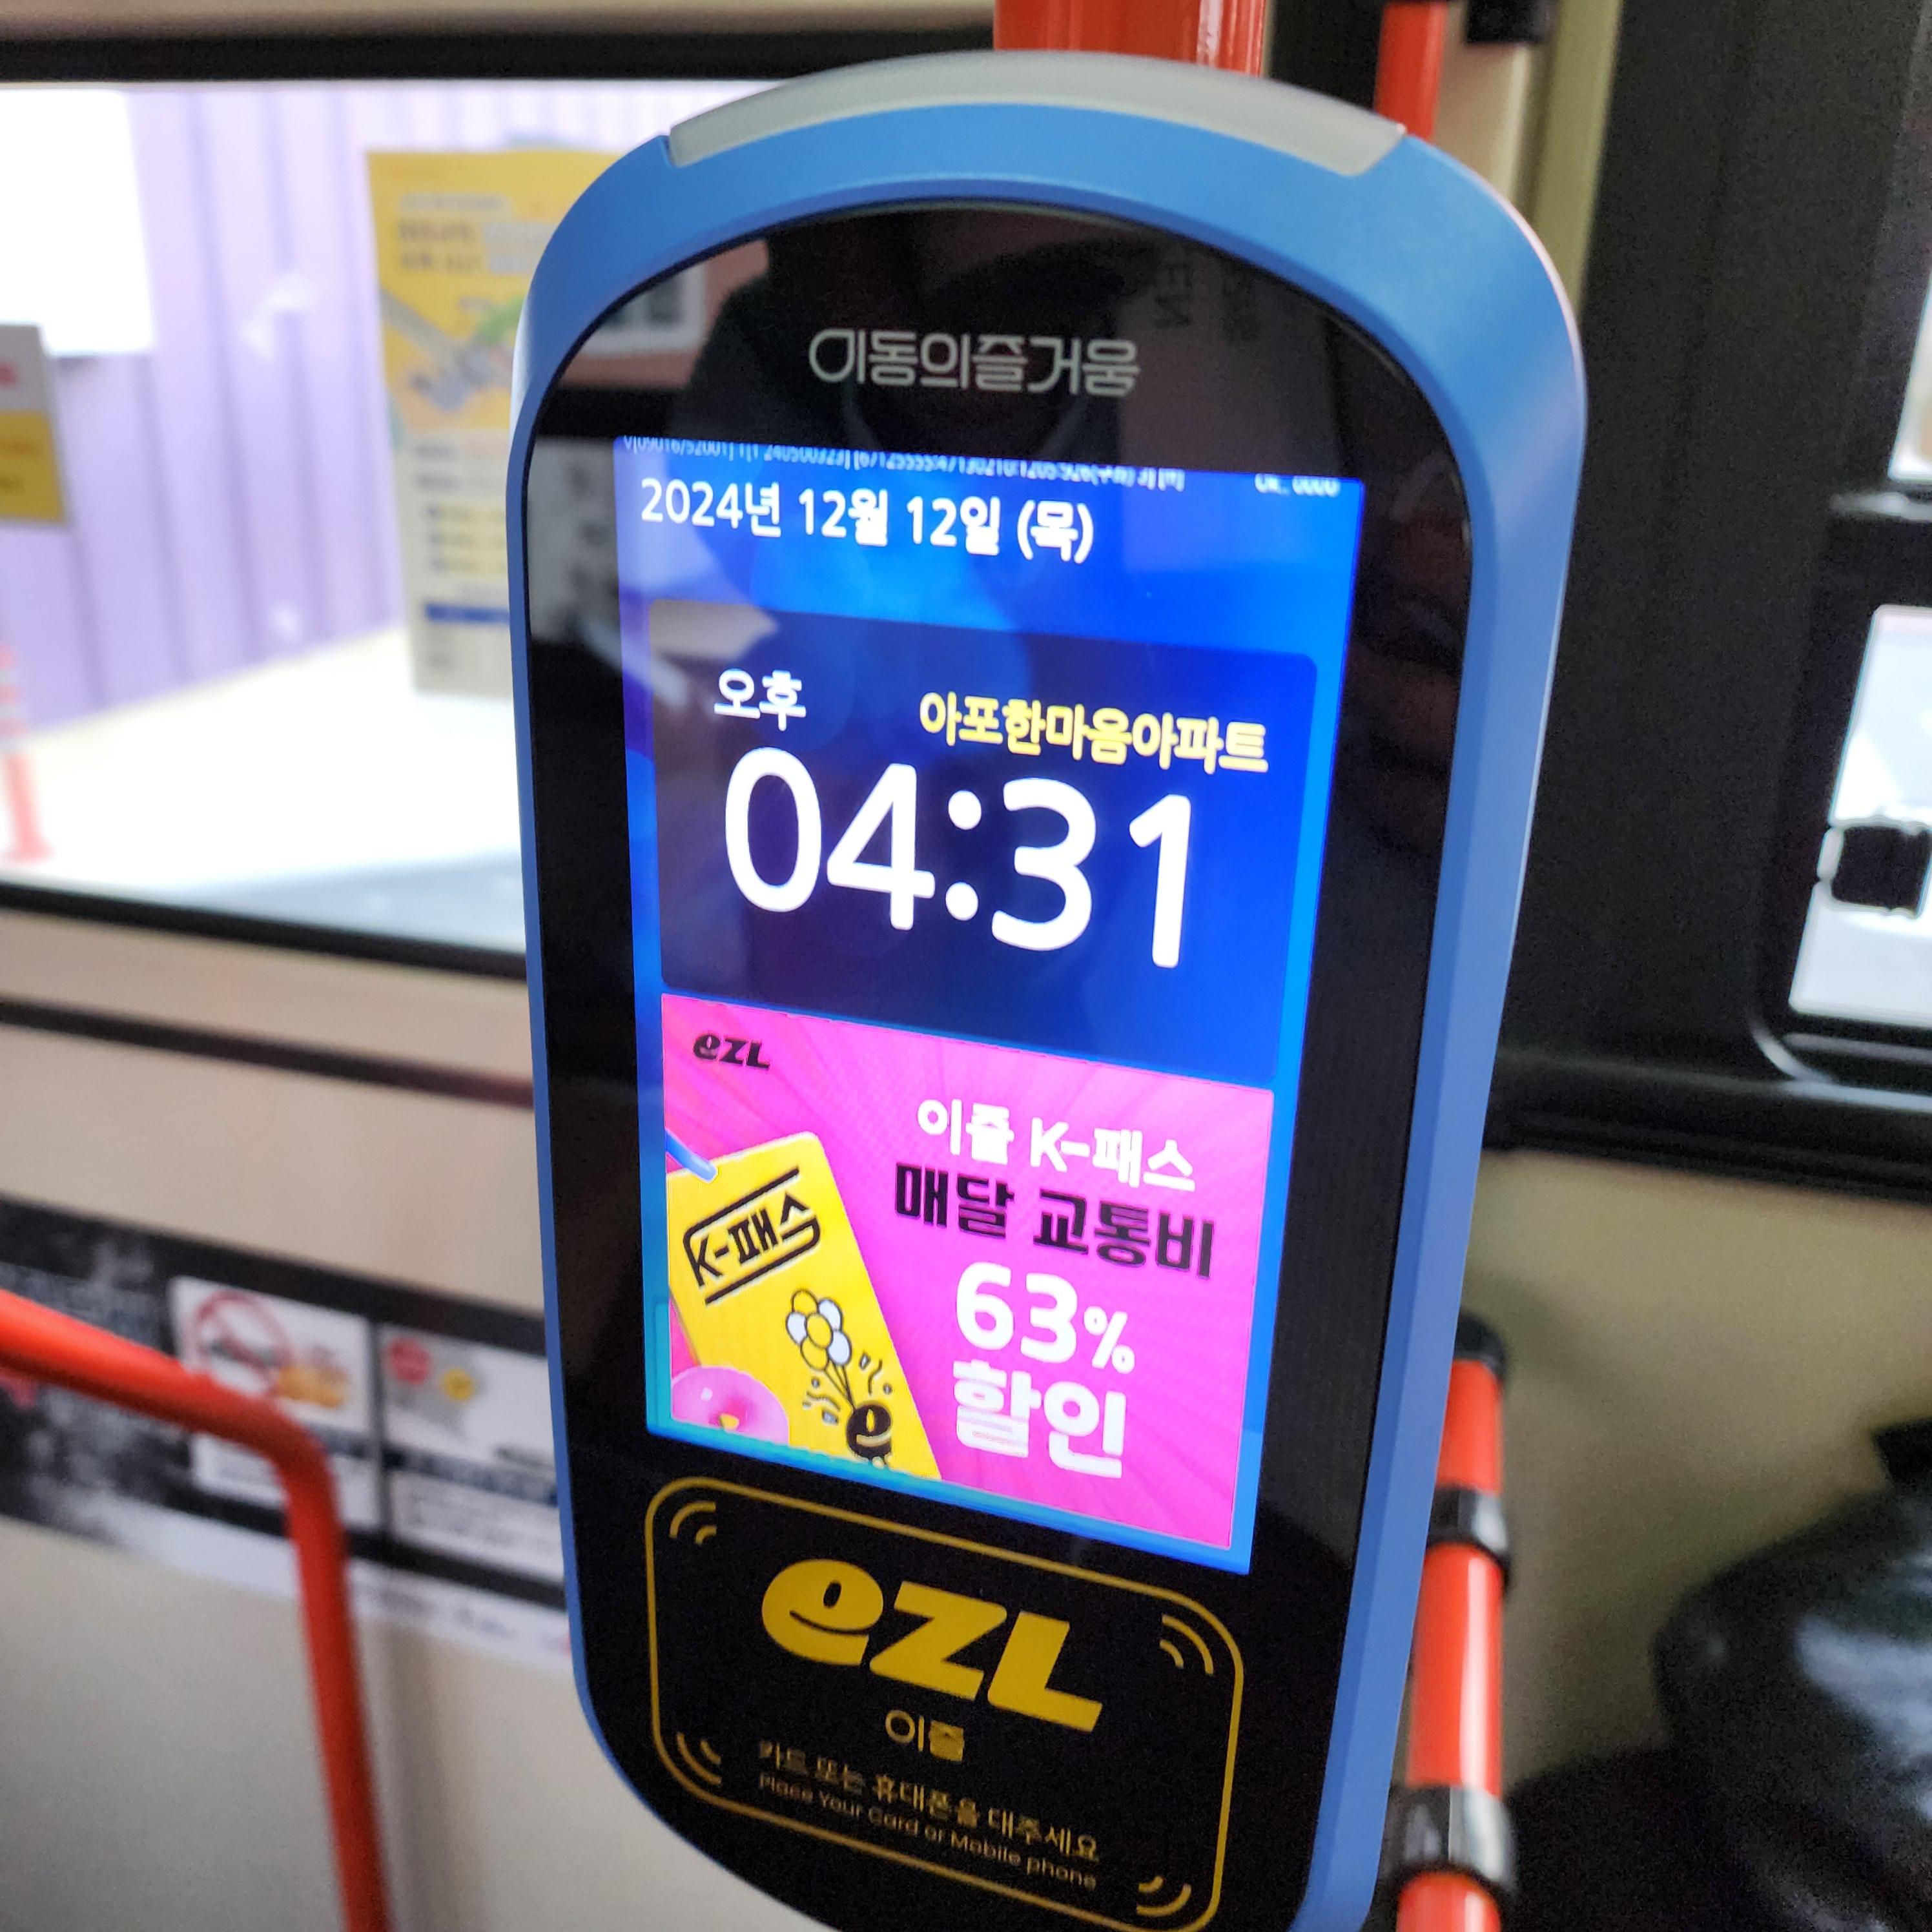 이동의즐거움
2024년 12월 12일 (목)
오후
아포한마음아파트
04:31
ezL
이즐 K-패스
매달 교통비
63%
할인
K-패스
e
ezL
이즐
카드 또는 휴대폰을 대주세요
Place Your Card or Mobile phone